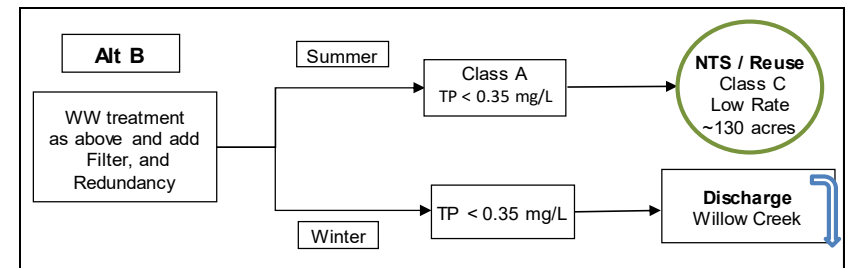 Alt B
WW treatment
as above and add
Filter, and
Redundancy
Summer
Class A
TP < 0.35 mg/L
NTS / Reuse
Class C
Low Rate
~130 acres
Winter
TP < 0.35 mg/L
Discharge
Willow Creek